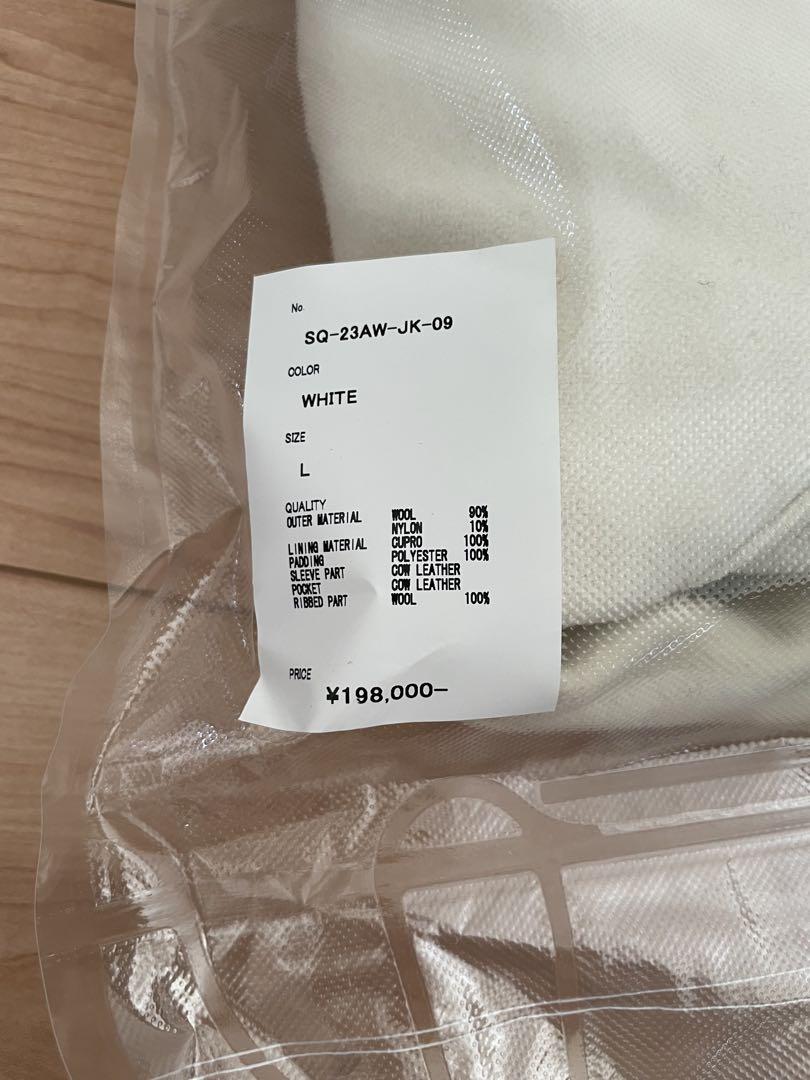 No.
SQ-23AW-JK-09
COLOR
WHITE
SIZE
L
QUALITY
OUTER MATERIAL WOOL 90%
NYLON 10%
LINING MATERIAL CUPRO 100%
PADDING POLYESTER 100%
SLEEVE PART COW LEATHER
POCKET COW LEATHER
RIBBED PART WOOL 100%
PRICE
¥198,000−